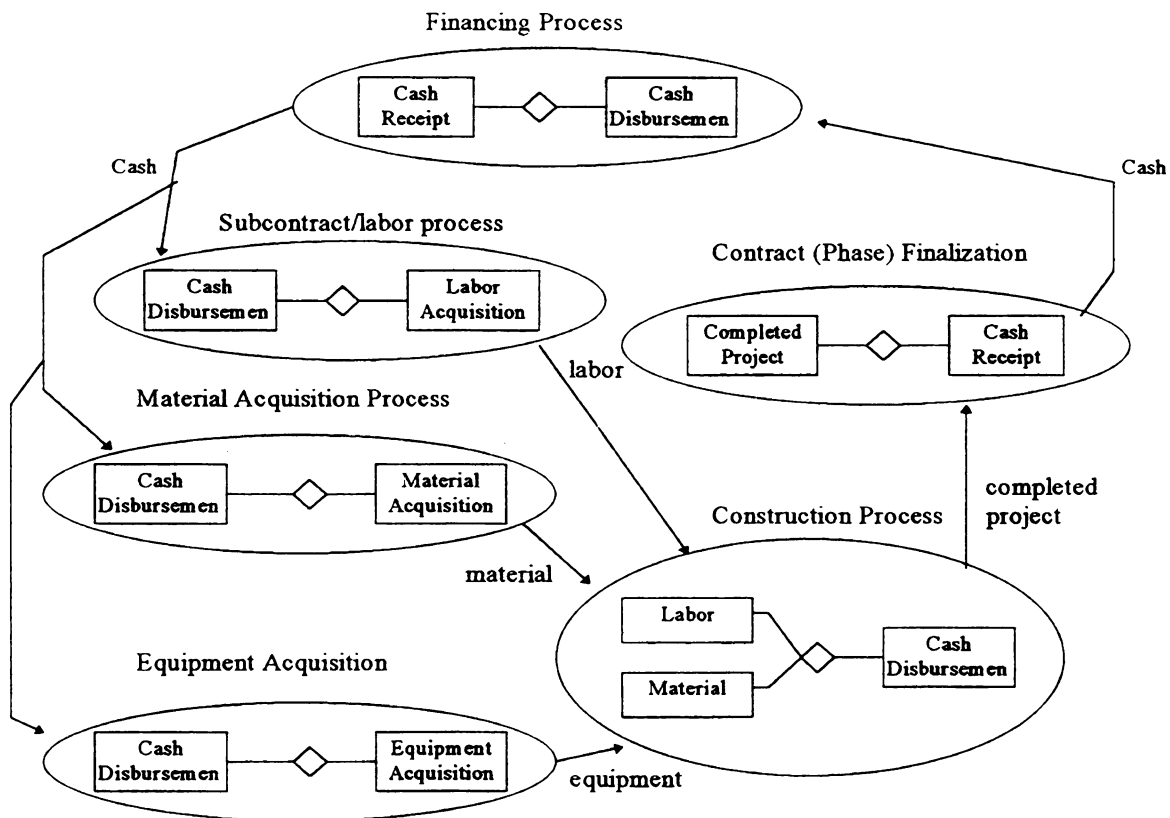 Financing Process
Cash
Receipt
Cash
Disbursemen
Cash
Cash
Subcontract/labor process
Cash
Disbursemen
Labor
Acquisition
Contract (Phase) Finalization
Completed
Project
Cash
Receipt
labor
Material Acquisition Process
Cash
Disbursemen
Material
Acquisition
completed
project
Construction Process
material
Labor
Material
Cash
Disbursemen
Equipment Acquisition
Cash
Disbursemen
Equipment
Acquisition
equipment